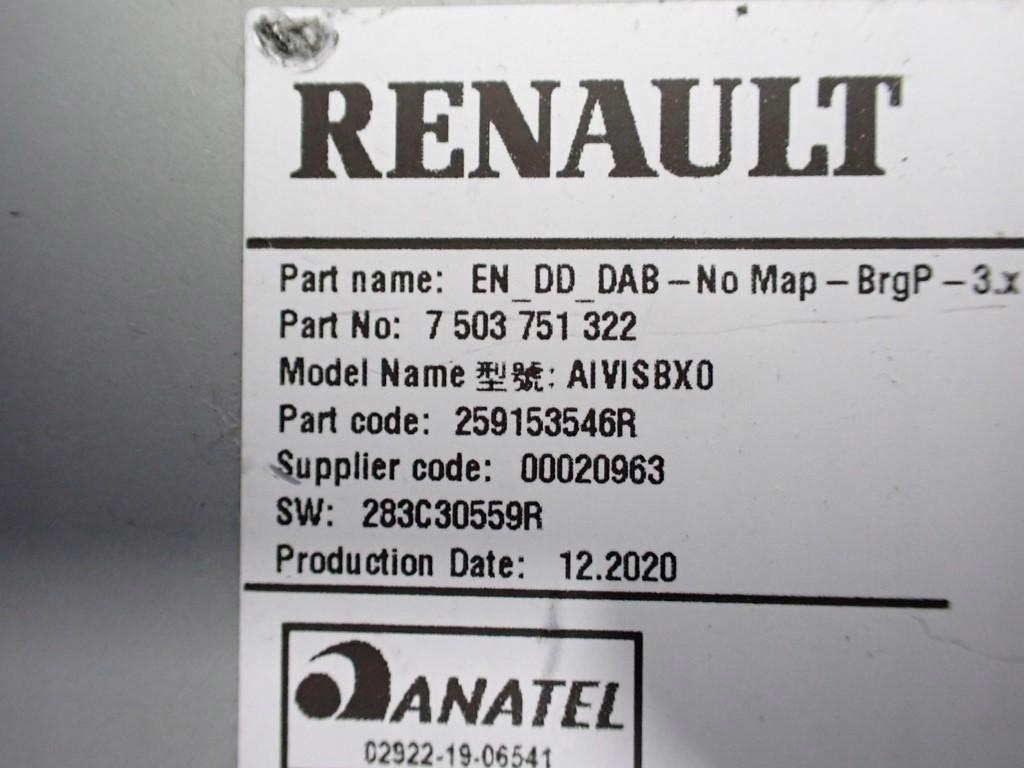 RENAULT
Part name: EN_DD_DAB-No Map-BrgP-3.x
Part No: 7 503 751 322
Model Name 型號: AIVISBX0
Part code: 259153546R
Supplier code: 00020963
SW: 283C30559R
Production Date: 12.2020
ANATEL
02922-19-06541